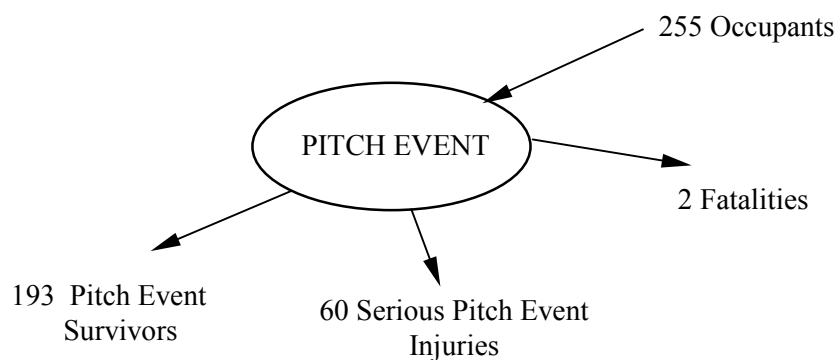 255 Occupants
PITCH EVENT
2 Fatalities
193 Pitch Event
Survivors
60 Serious Pitch Event
Injuries